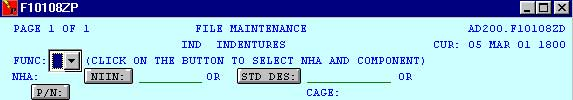 F10108ZP
PAGE 1 OF 1 FILE MAINTENANCE AD200.F10108ZD
IND INDENTURES CUR: 05 MAR 01 1800
FUNC: (CLICK ON THE BUTTON TO SELECT NHA AND COMPONENT)
NHA: NIIN: OR STD DES: OR
P/N: CAGE: